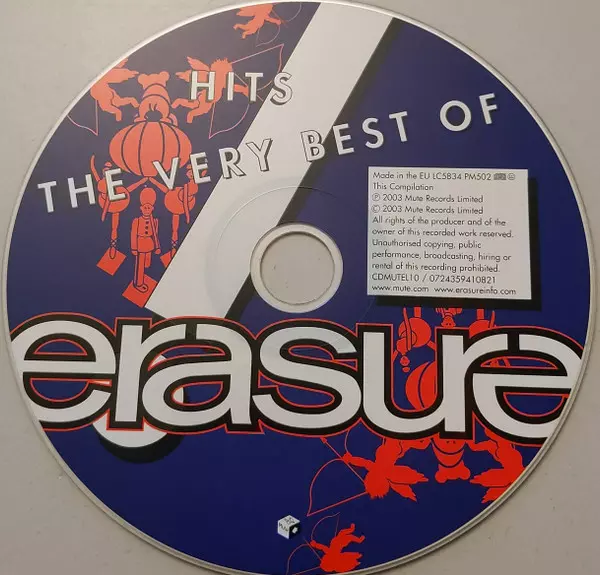 HITS
THE VERY BEST OF
Made in the EU LC5834 PM502
This Compilation
℗ 2003 Mute Records Limited
© 2003 Mute Records Limited
All rights of the producer and of the
owner of this recorded work reserved.
Unauthorised copying, public
performance, broadcasting, hiring or
rental of this recording prohibited.
CDMUTEL10 / 0724359410821
www.mute.com www.erasureinfo.com
erasure